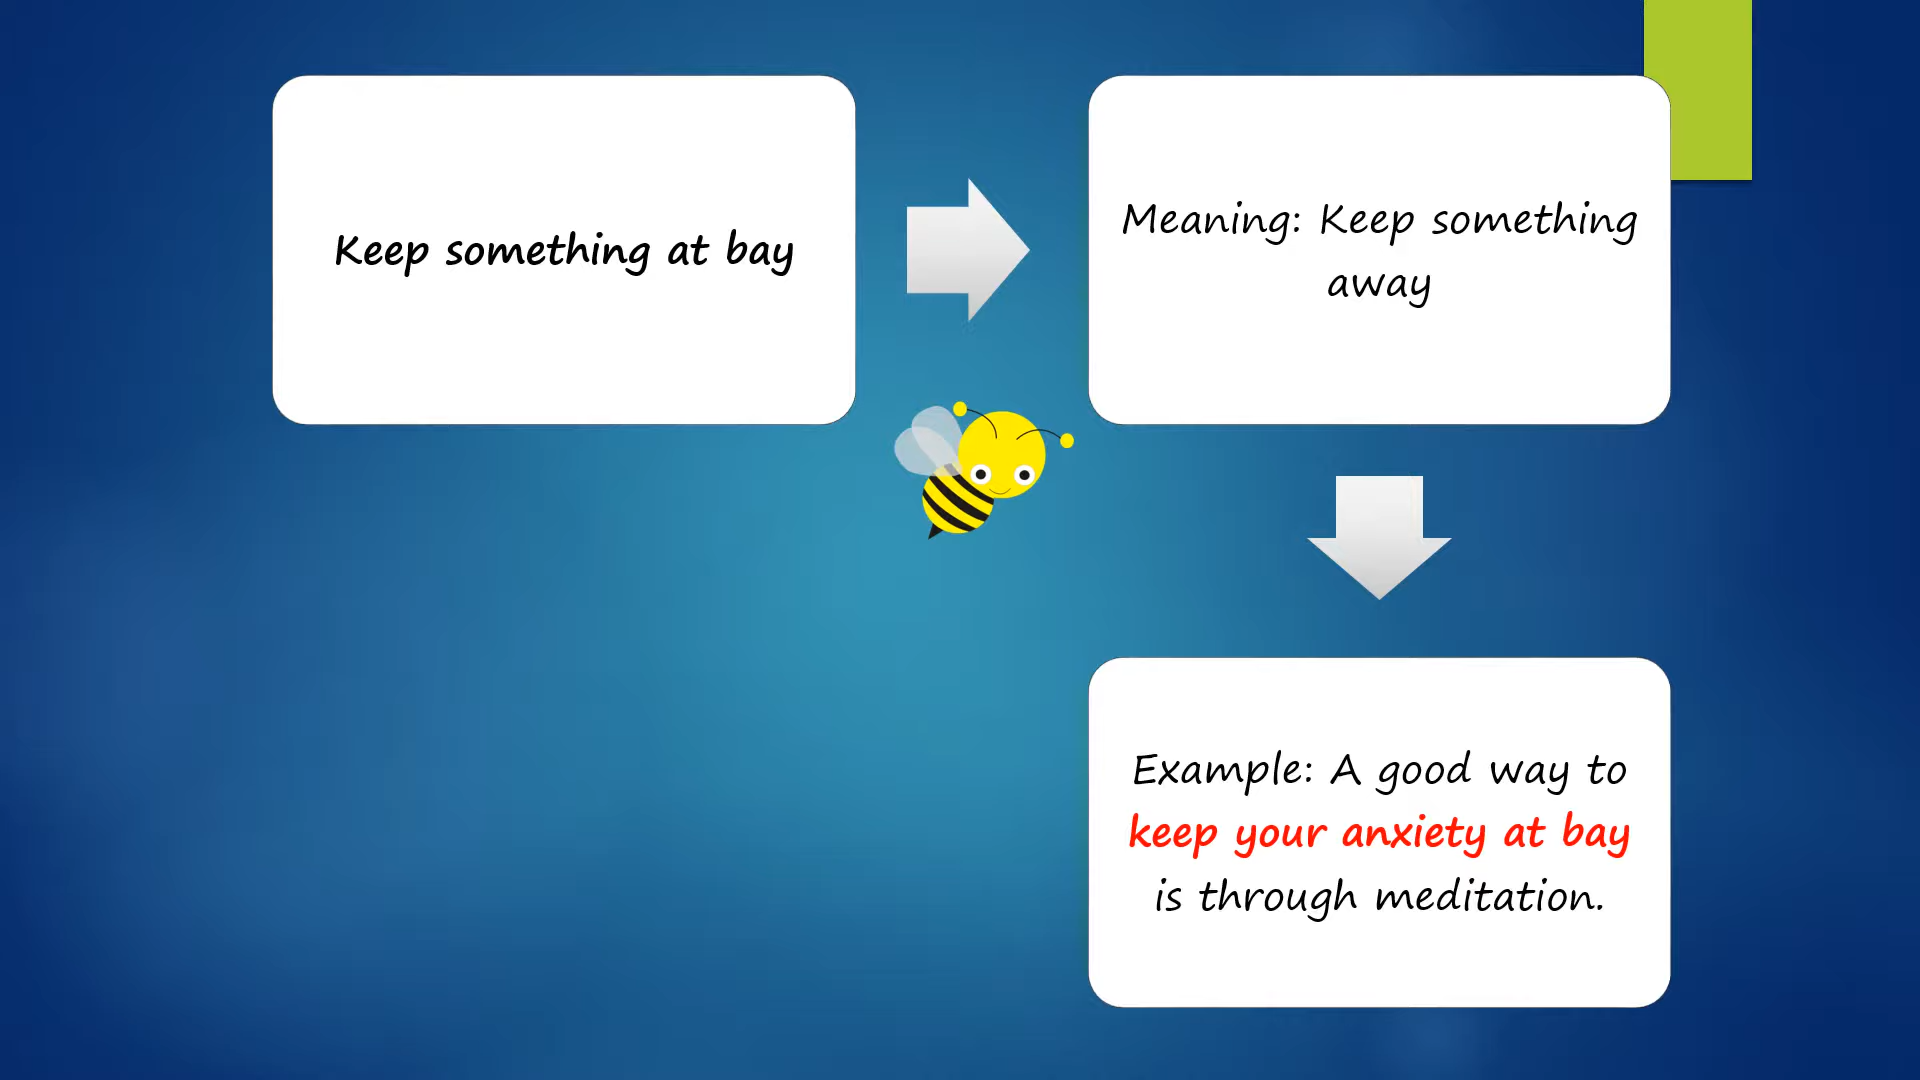 Keep something at bay
Meaning: Keep something
away
Example: A good way to
keep your anxiety at bay
is through meditation.